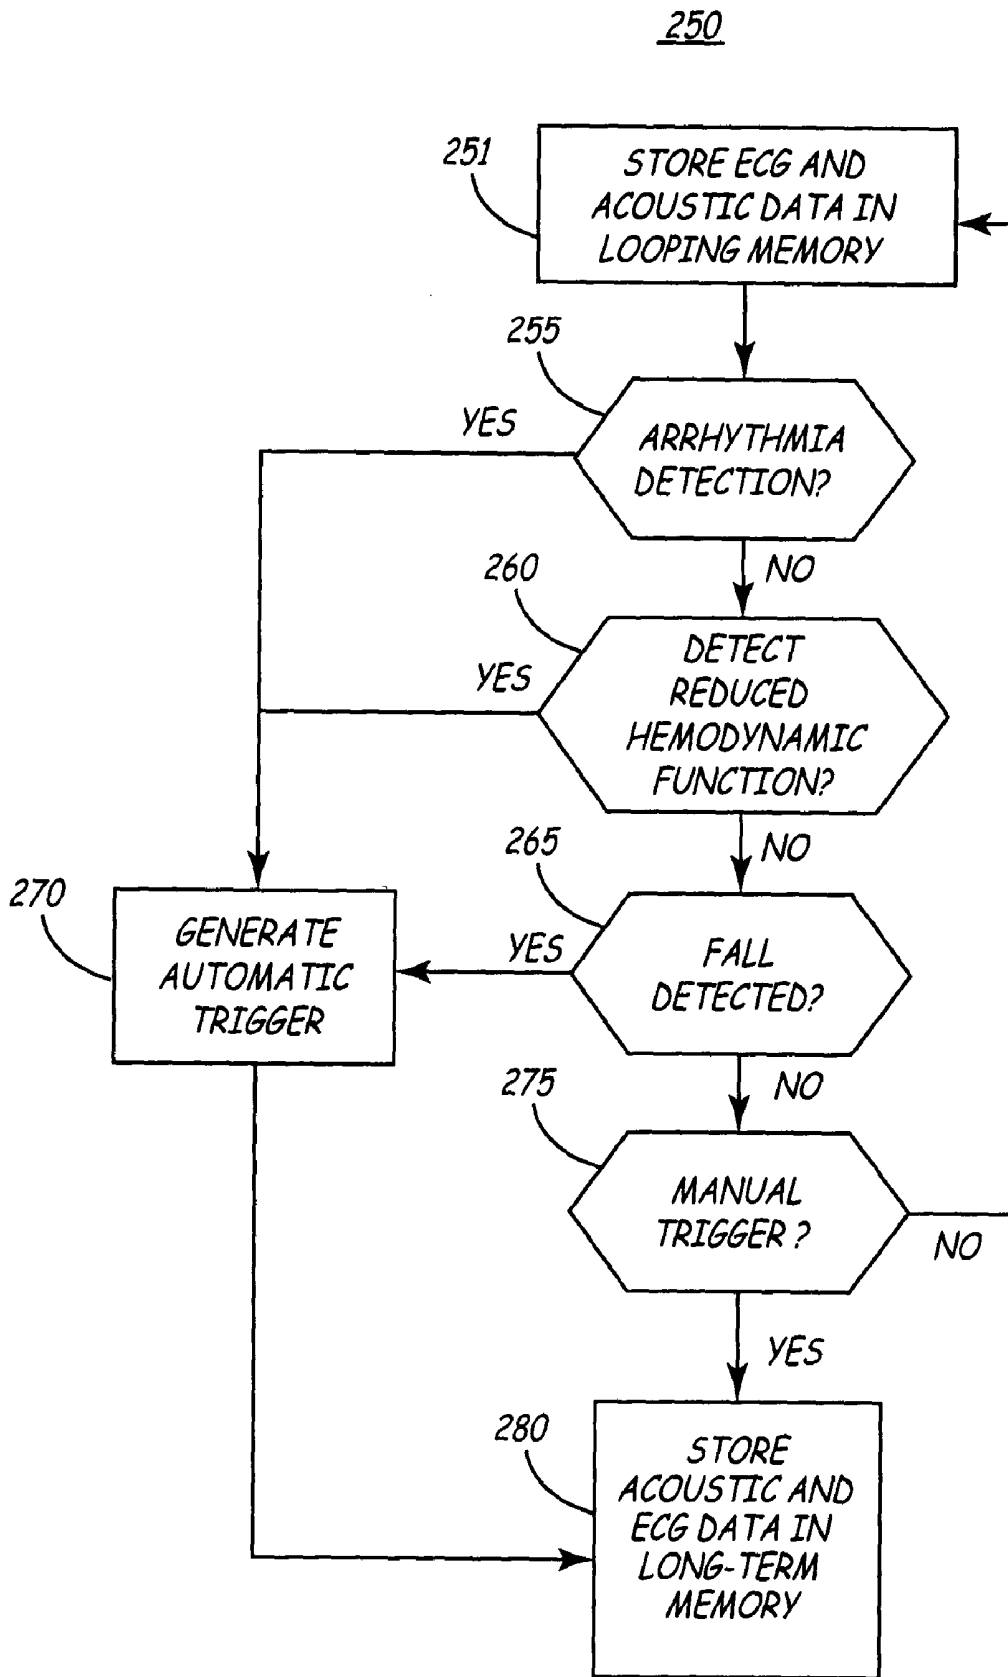 250
251
STORE ECG AND
ACOUSTIC DATA IN
LOOPING MEMORY
255
YES
ARRHYTHMIA
DETECTION?
NO
260
YES
DETECT
REDUCED
HEMODYNAMIC
FUNCTION?
NO
265
270
GENERATE
AUTOMATIC
TRIGGER
YES
FALL
DETECTED?
NO
275
MANUAL
TRIGGER?
NO
YES
280
STORE
ACOUSTIC AND
ECG DATA IN
LONG-TERM
MEMORY